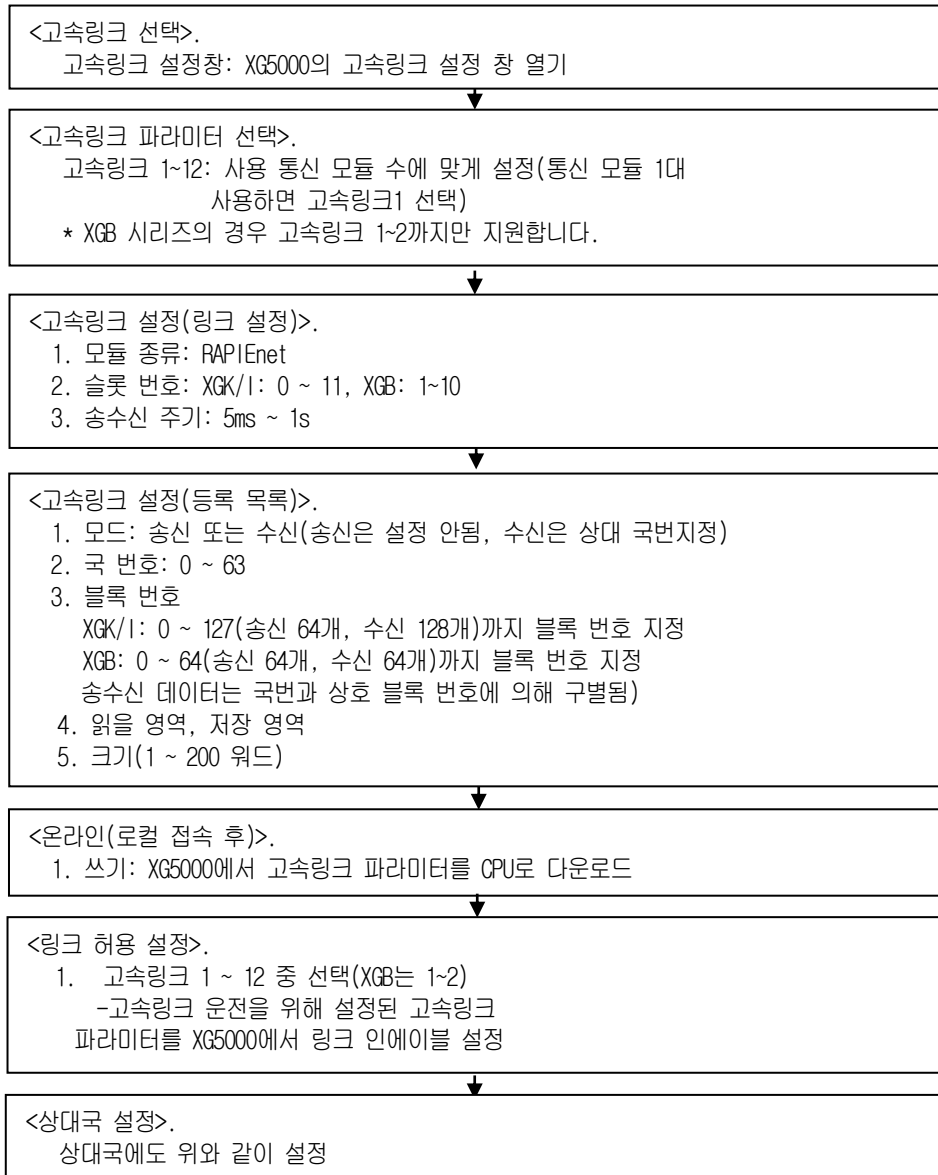 <고속링크 선택>.
고속링크 설정창: XG5000의 고속링크 설정 창 열기
<고속링크 파라미터 선택>.
고속링크 1~12: 사용 통신 모듈 수에 맞게 설정(통신 모듈 1대
사용하면 고속링크1 선택)
* XGB 시리즈의 경우 고속링크 1~2까지만 지원합니다.
<고속링크 설정(링크 설정)>.
1. 모듈 종류: RAPIEnet
2. 슬롯 번호: XGK/I: 0 ~ 11, XGB: 1~10
3. 송수신 주기: 5ms ~ 1s
<고속링크 설정(등록 목록)>.
1. 모드: 송신 또는 수신(송신은 설정 안됨, 수신은 상대 국번지정)
2. 국 번호: 0 ~ 63
3. 블록 번호
XGK/I: 0 ~ 127(송신 64개, 수신 128개)까지 블록 번호 지정
XGB: 0 ~ 64(송신 64개, 수신 64개)까지 블록 번호 지정
송수신 데이터는 국번과 상호 블록 번호에 의해 구별됨)
4. 읽을 영역, 저장 영역
5. 크기(1 ~ 200 워드)
<온라인(로컬 접속 후)>.
1. 쓰기: XG5000에서 고속링크 파라미터를 CPU로 다운로드
<링크 허용 설정>.
1. 고속링크 1 ~ 12 중 선택(XGB는 1~2)
-고속링크 운전을 위해 설정된 고속링크
파라미터를 XG5000에서 링크 인에이블 설정
<상대국 설정>.
상대국에도 위와 같이 설정